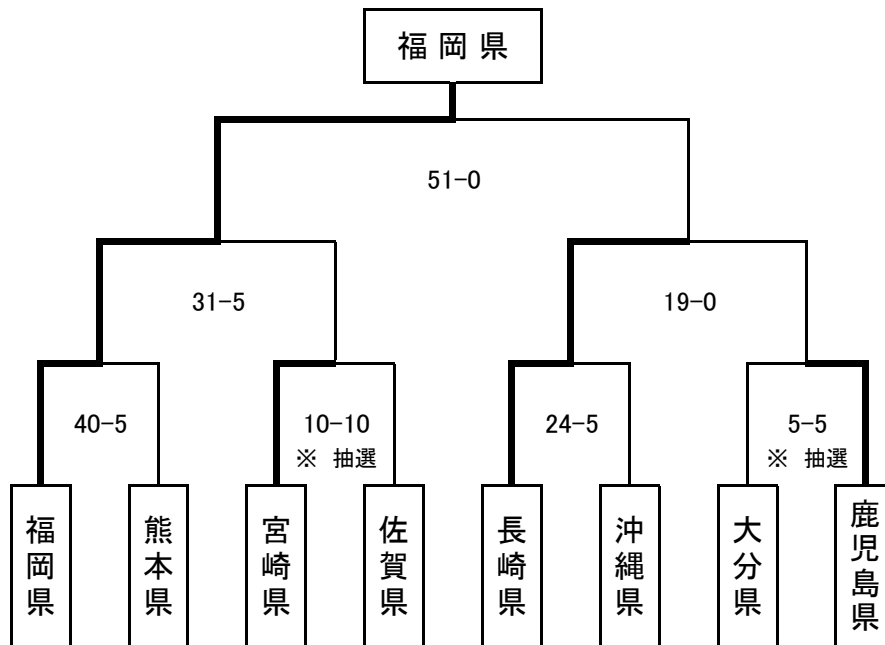 福岡県
51-0
31-5
19-0
40-5
10-10
※ 抽選
24-5
5-5
※ 抽選
福岡県
熊本県
宮崎県
佐賀県
長崎県
沖縄県
大分県
鹿児島県